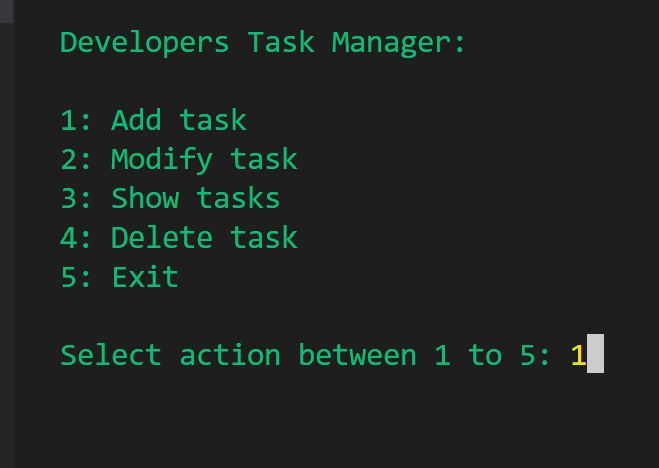 Developers Task Manager:
1: Add task
2: Modify task
3: Show tasks
4: Delete task
5: Exit
Select action between 1 to 5: 1